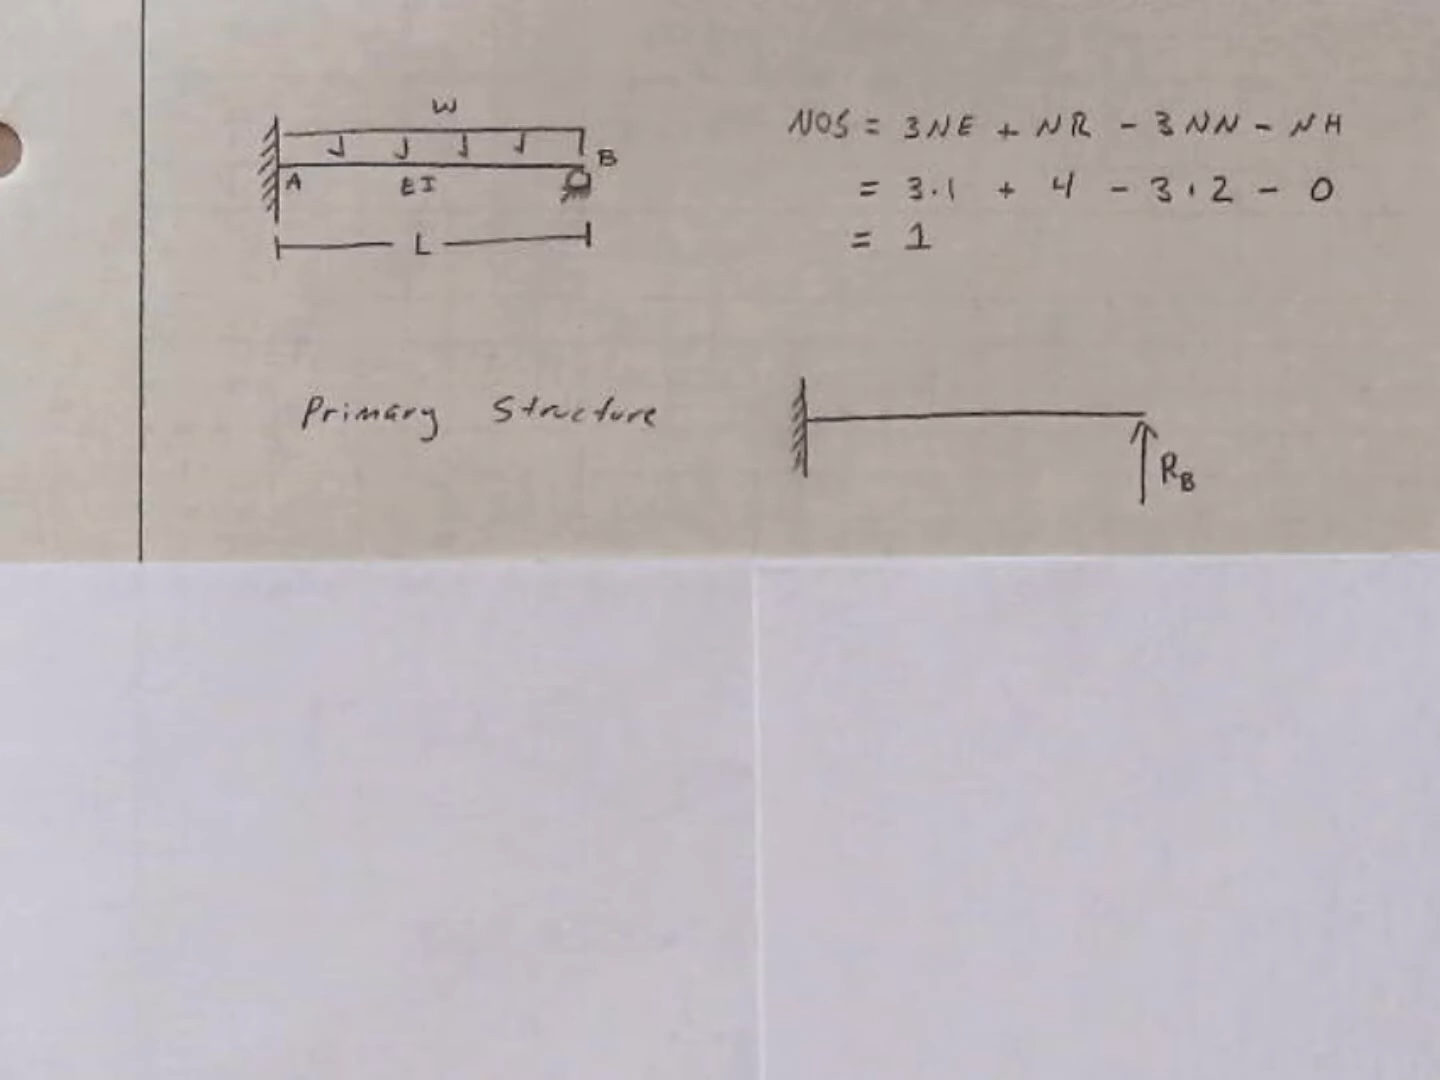 w
A EI B
L
NOS = 3NE + NR - 3NN - NH
= 3·1 + 4 - 3·2 - 0
= 1
Primary Structure
R_B